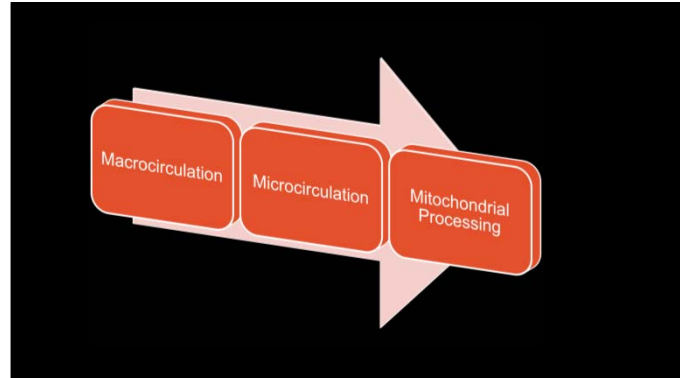 Macrocirculation
Microcirculation
Mitochondrial
Processing